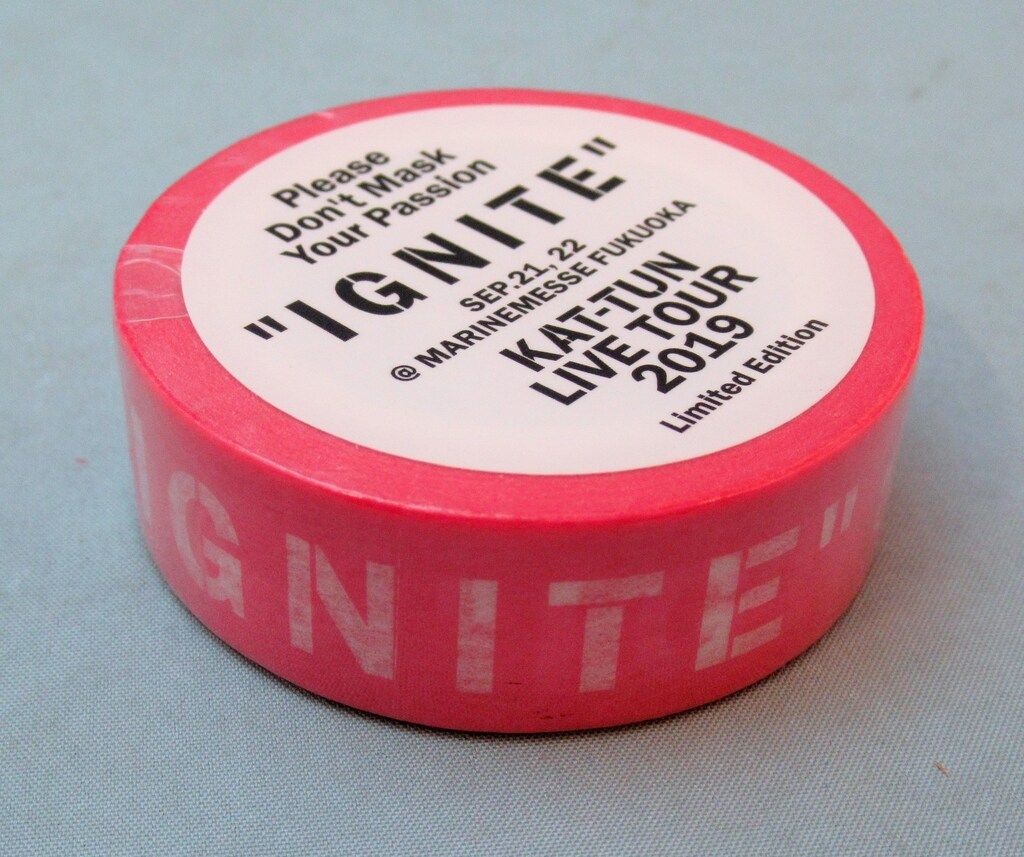 Please
Don't Mask
Your Passion
"IGNITE"
SEP.21, 22
@ MARINEMESSE FUKUOKA
KAT-TUN
LIVE TOUR
2019
Limited Edition
IGNITE"